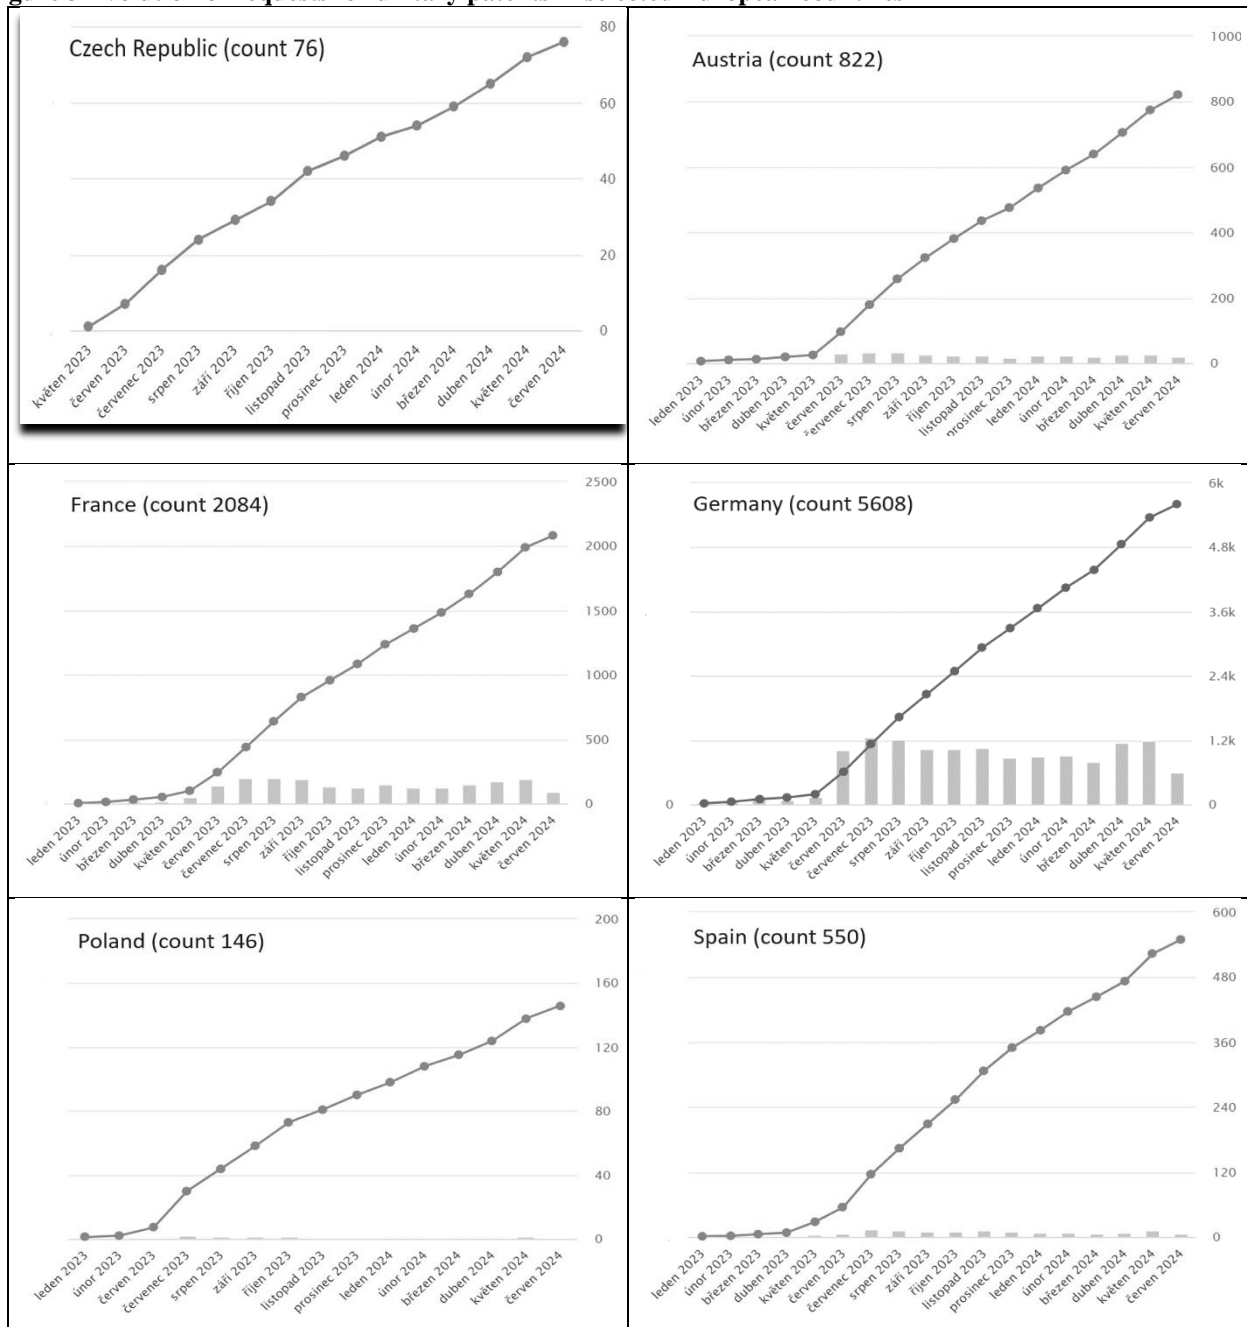 Evolution of requests for unitary patents in selected European countries
Czech Republic (count 76)
80
60
40
20
0
květen 2023
červen 2023
červenec 2023
srpen 2023
září 2023
říjen 2023
listopad 2023
prosinec 2023
leden 2024
únor 2024
březen 2024
duben 2024
květen 2024
červen 2024
Austria (count 822)
1000
800
600
400
200
0
leden 2023
únor 2023
březen 2023
duben 2023
květen 2023
červen 2023
červenec 2023
srpen 2023
září 2023
říjen 2023
listopad 2023
prosinec 2023
leden 2024
únor 2024
březen 2024
duben 2024
květen 2024
červen 2024
France (count 2084)
2500
2000
1500
1000
500
0
leden 2023
únor 2023
březen 2023
duben 2023
květen 2023
červen 2023
červenec 2023
srpen 2023
září 2023
říjen 2023
listopad 2023
prosinec 2023
leden 2024
únor 2024
březen 2024
duben 2024
květen 2024
červen 2024
Germany (count 5608)
6k
4.8k
3.6k
2.4k
1.2k
0
0
leden 2023
únor 2023
březen 2023
duben 2023
květen 2023
červen 2023
červenec 2023
srpen 2023
září 2023
říjen 2023
listopad 2023
prosinec 2023
leden 2024
únor 2024
březen 2024
duben 2024
květen 2024
červen 2024
Poland (count 146)
200
160
120
80
40
0
leden 2023
únor 2023
červen 2023
červenec 2023
srpen 2023
září 2023
říjen 2023
listopad 2023
prosinec 2023
leden 2024
únor 2024
březen 2024
duben 2024
květen 2024
červen 2024
Spain (count 550)
600
480
360
240
120
0
leden 2023
únor 2023
březen 2023
duben 2023
květen 2023
červen 2023
červenec 2023
srpen 2023
září 2023
říjen 2023
listopad 2023
prosinec 2023
leden 2024
únor 2024
březen 2024
duben 2024
květen 2024
červen 2024